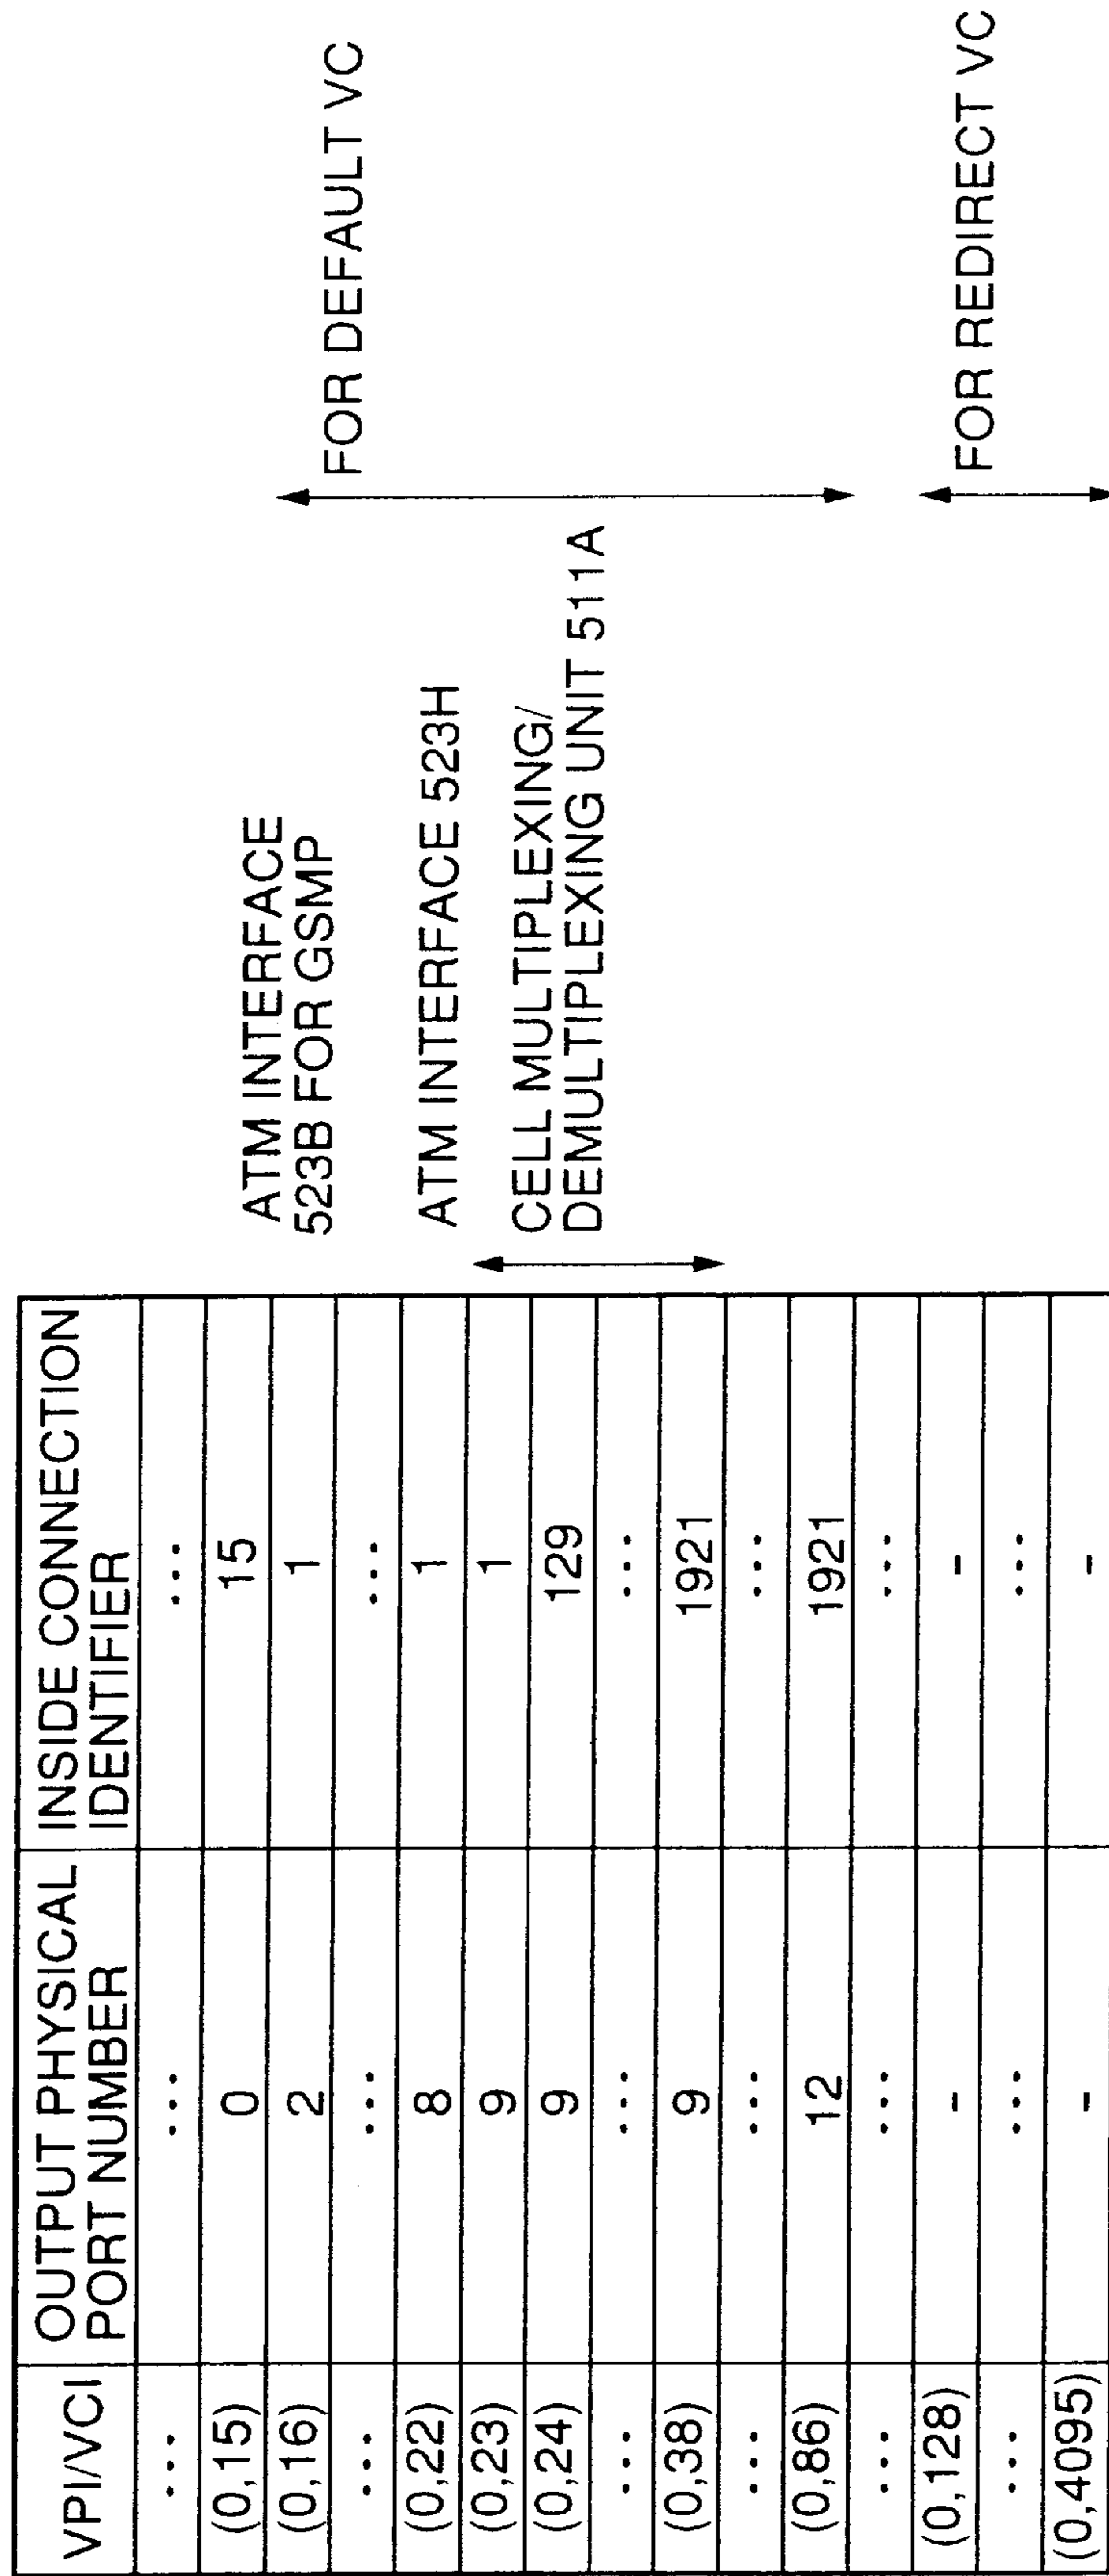 VPI/VCI OUTPUT PHYSICAL PORT NUMBER INSIDE CONNECTION IDENTIFIER
... ... ...
(0,15) 0 15
(0,16) 2 1
... ... ...
(0,22) 8 1
(0,23) 9 1
(0,24) 9 129
... ... ...
(0,38) 9 1921
... ... ...
(0,86) 12 1921
... ... ...
(0,128) - -
... ... ...
(0,4095) - -
ATM INTERFACE
523B FOR GSMP
ATM INTERFACE 523H
CELL MULTIPLEXING/
DEMULTIPLEXING UNIT 511A
FOR DEFAULT VC
FOR REDIRECT VC